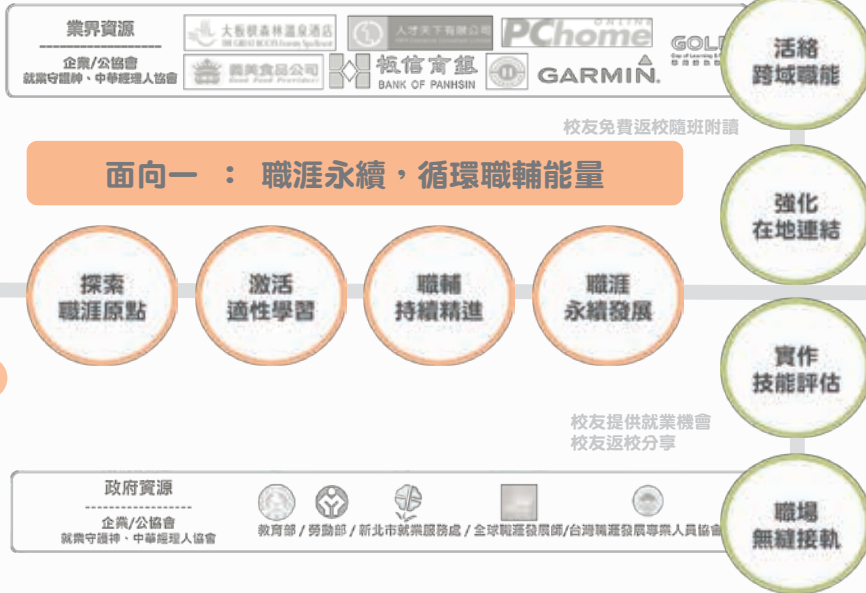 業界資源
企業/公協會
就業守護神、中華經理人協會
大板根森林溫泉酒店
人才天下有限公司
PChome
ONLINE
GOL
義美食品公司
板信商銀
BANK OF PANHSIN
GARMIN.
活絡
跨域職能
校友免費返校隨班附讀
面向一 ： 職涯永續，循環職輔能量
強化
在地連結
探索
職涯原點
激活
適性學習
職輔
持續精進
職涯
永續發展
實作
技能評估
校友提供就業機會
校友返校分享
政府資源
企業/公協會
就業守護神、中華經理人協會
教育部 / 勞動部 / 新北市就業服務處 / 全球職涯發展師/台灣職涯發展專業人員協會
職場
無縫接軌